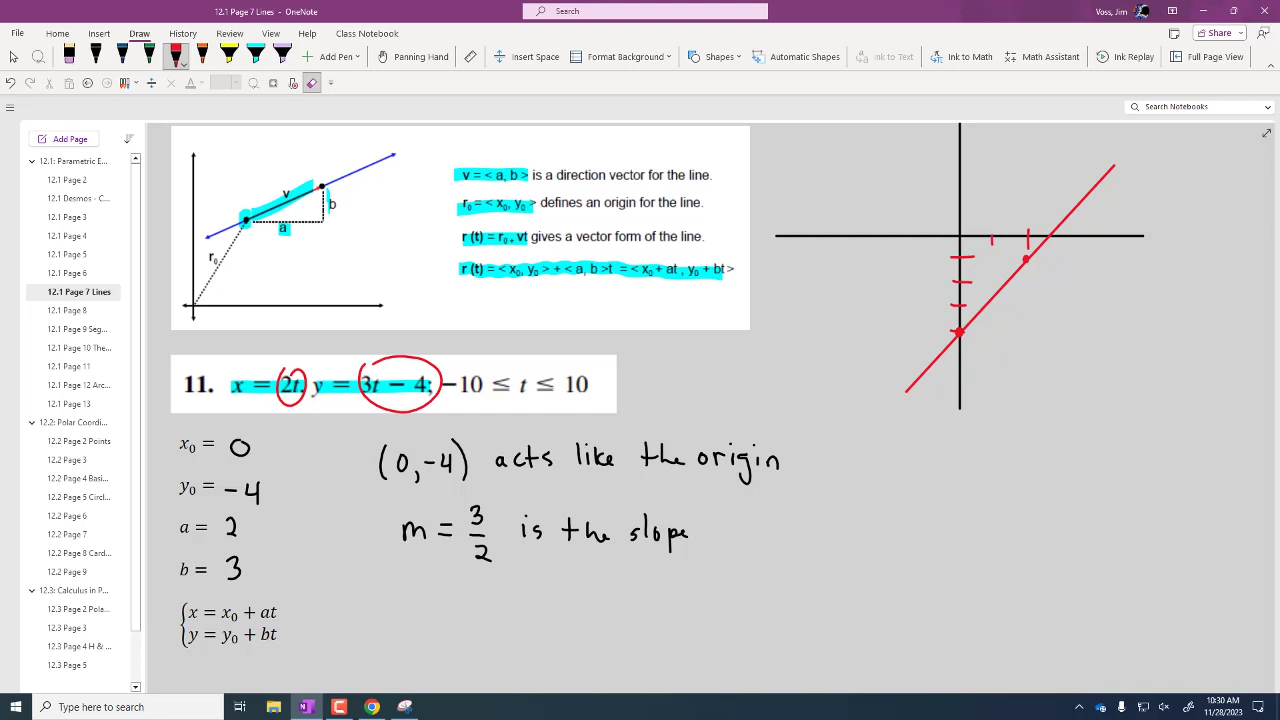 12.1 Page 7 Lines - OneNote
Search
Voss, Jim
File Home Insert Draw History Review View Help Class Notebook
Share
Add Pen
Panning Hand
Insert Space
Format Background
Shapes
Automatic Shapes
Ink to Text
Ink to Shape
Ink to Math
Math Assistant
Ink Replay
Full Page View
Search Notebooks
Add Page
12.1: Parametric E...
12.1 Page 2
12.1 Desmos - C...
12.1 Page 3
12.1 Page 4
12.1 Page 5
12.1 Page 6
12.1 Page 7 Lines
12.1 Page 8
12.1 Page 9 Seg...
12.1 Page 10 The...
12.1 Page 11
12.1 Page 12 Arc...
12.1 Page 13
12.2: Polar Coordi...
12.2 Page 2 Points
12.2 Page 3
12.2 Page 4 Basi...
12.2 Page 5 Circl...
12.2 Page 6
12.2 Page 7
12.2 Page 8 Card...
12.2 Page 9
12.3: Calculus in P...
12.3 Page 2 Pola...
12.3 Page 3
12.3 Page 4 H & ...
12.3 Page 5
v
b
a
r₀
v = < a, b > is a direction vector for the line.
r₀ = < x₀, y₀ > defines an origin for the line.
r (t) = r₀ + vt gives a vector form of the line.
r (t) = < x₀, y₀ > + < a, b >t = < x₀ + at , y₀ + bt >
11. x = 2t, y = 3t − 4; −10 ≤ t ≤ 10
x₀ = 0
y₀ = -4
a = 2
b = 3
{x = x₀ + at
y = y₀ + bt
(0,-4) acts like the origin
m = 3/2 is the slope
Type here to search
10:30 AM
11/28/2023